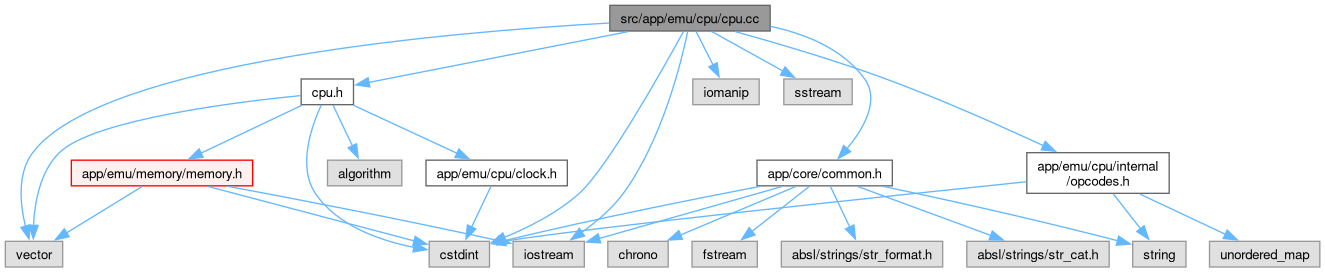 src/app/emu/cpu/cpu.cc
cpu.h
iomanip
sstream
app/emu/memory/memory.h
algorithm
app/emu/cpu/clock.h
app/core/common.h
app/emu/cpu/internal
/opcodes.h
vector
cstdint
iostream
chrono
fstream
absl/strings/str_format.h
absl/strings/str_cat.h
string
unordered_map